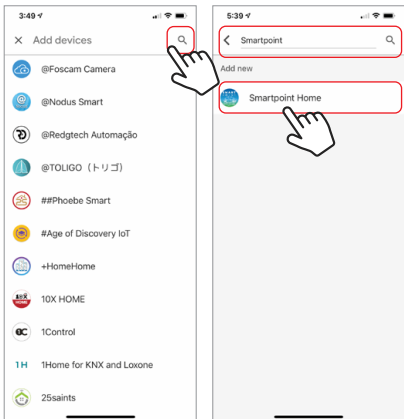 3:49
Add devices
@Foscam Camera
@Nodus Smart
@Redgtech Automação
@TOLIGO（トリゴ）
##Phoebe Smart
#Age of Discovery IoT
+HomeHome
10X HOME
1Control
1H
1Home for KNX and Loxone
25saints
5:39
Smartpoint
Add new
Smartpoint Home